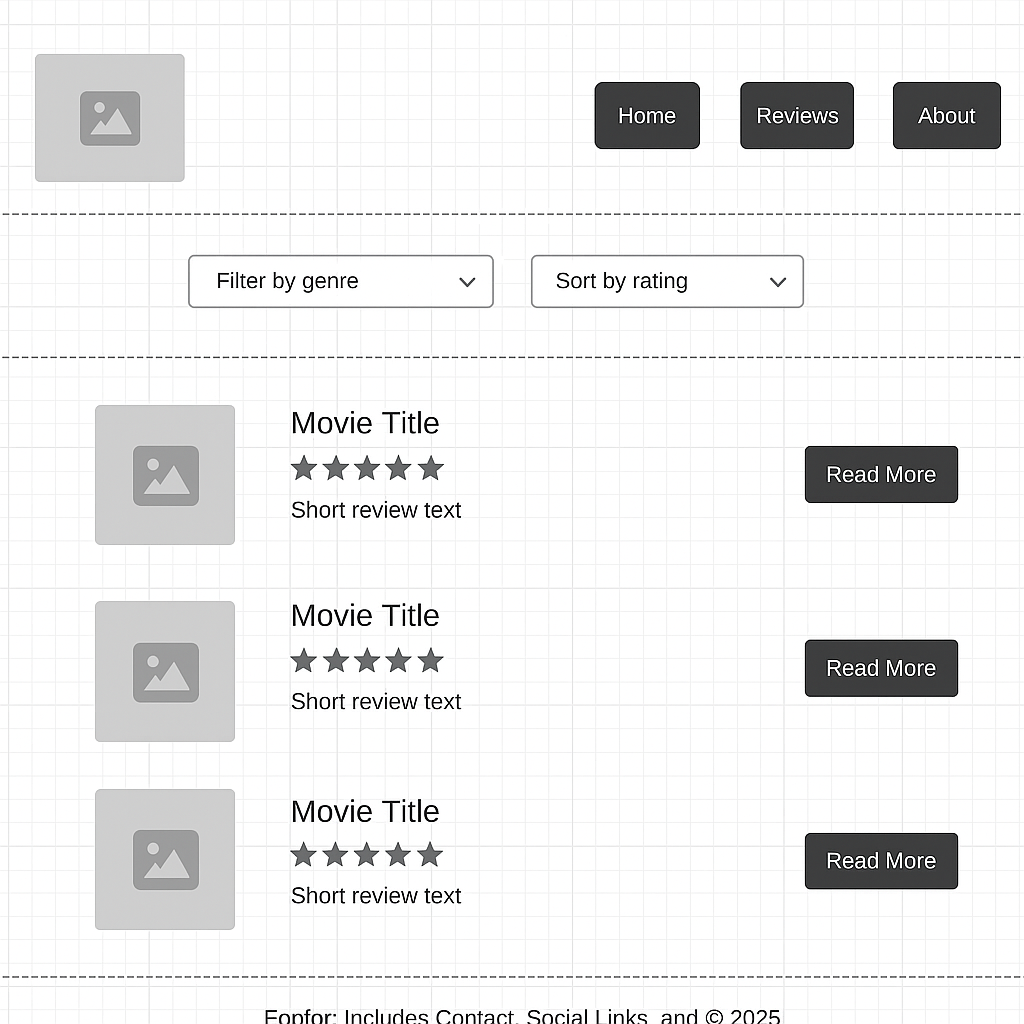 Home
Reviews
About
Filter by genre
Sort by rating
Movie Title
Short review text
Read More
Movie Title
Short review text
Read More
Movie Title
Short review text
Read More
Fonfor: Includes Contact, Social Links, and © 2025